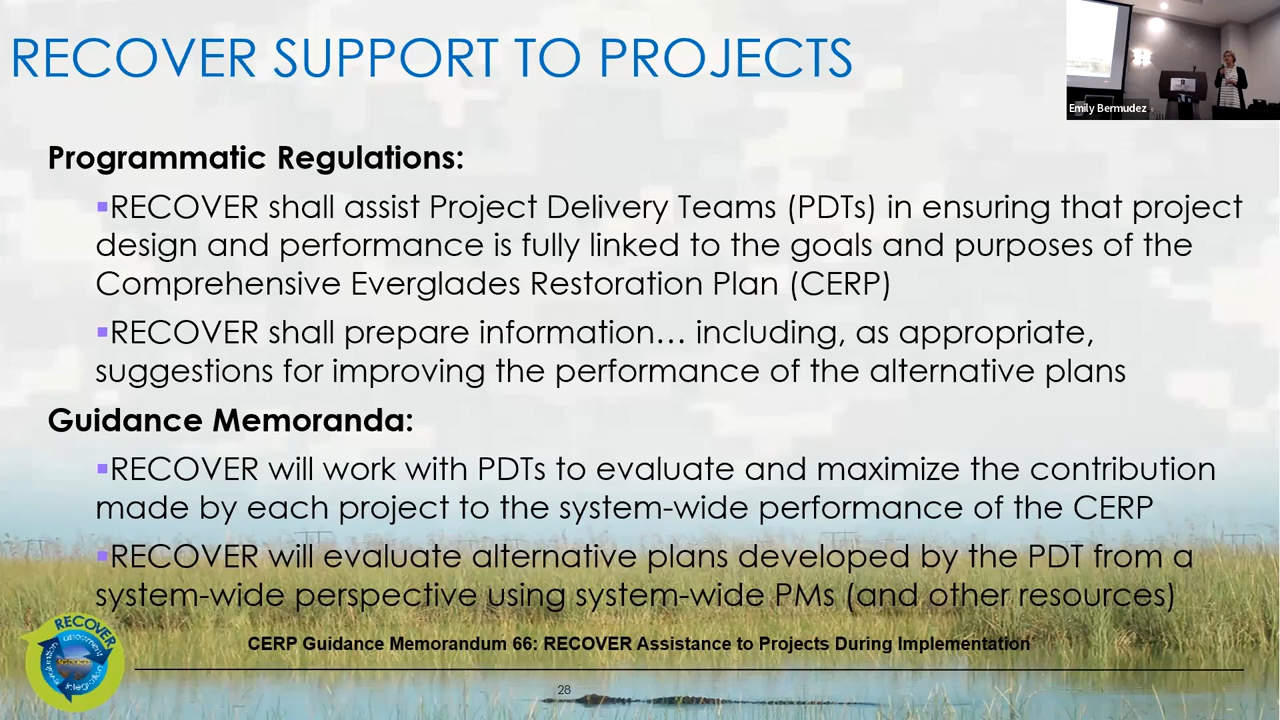 RECOVER SUPPORT TO PROJECTS
Emily Bermudez
Programmatic Regulations:
▪RECOVER shall assist Project Delivery Teams (PDTs) in ensuring that project
design and performance is fully linked to the goals and purposes of the
Comprehensive Everglades Restoration Plan (CERP)
▪RECOVER shall prepare information… including, as appropriate,
suggestions for improving the performance of the alternative plans
Guidance Memoranda:
▪RECOVER will work with PDTs to evaluate and maximize the contribution
made by each project to the system-wide performance of the CERP
▪RECOVER will evaluate alternative plans developed by the PDT from a
system-wide perspective using system-wide PMs (and other resources)
RECOVER
CERP Guidance Memorandum 66: RECOVER Assistance to Projects During Implementation
28